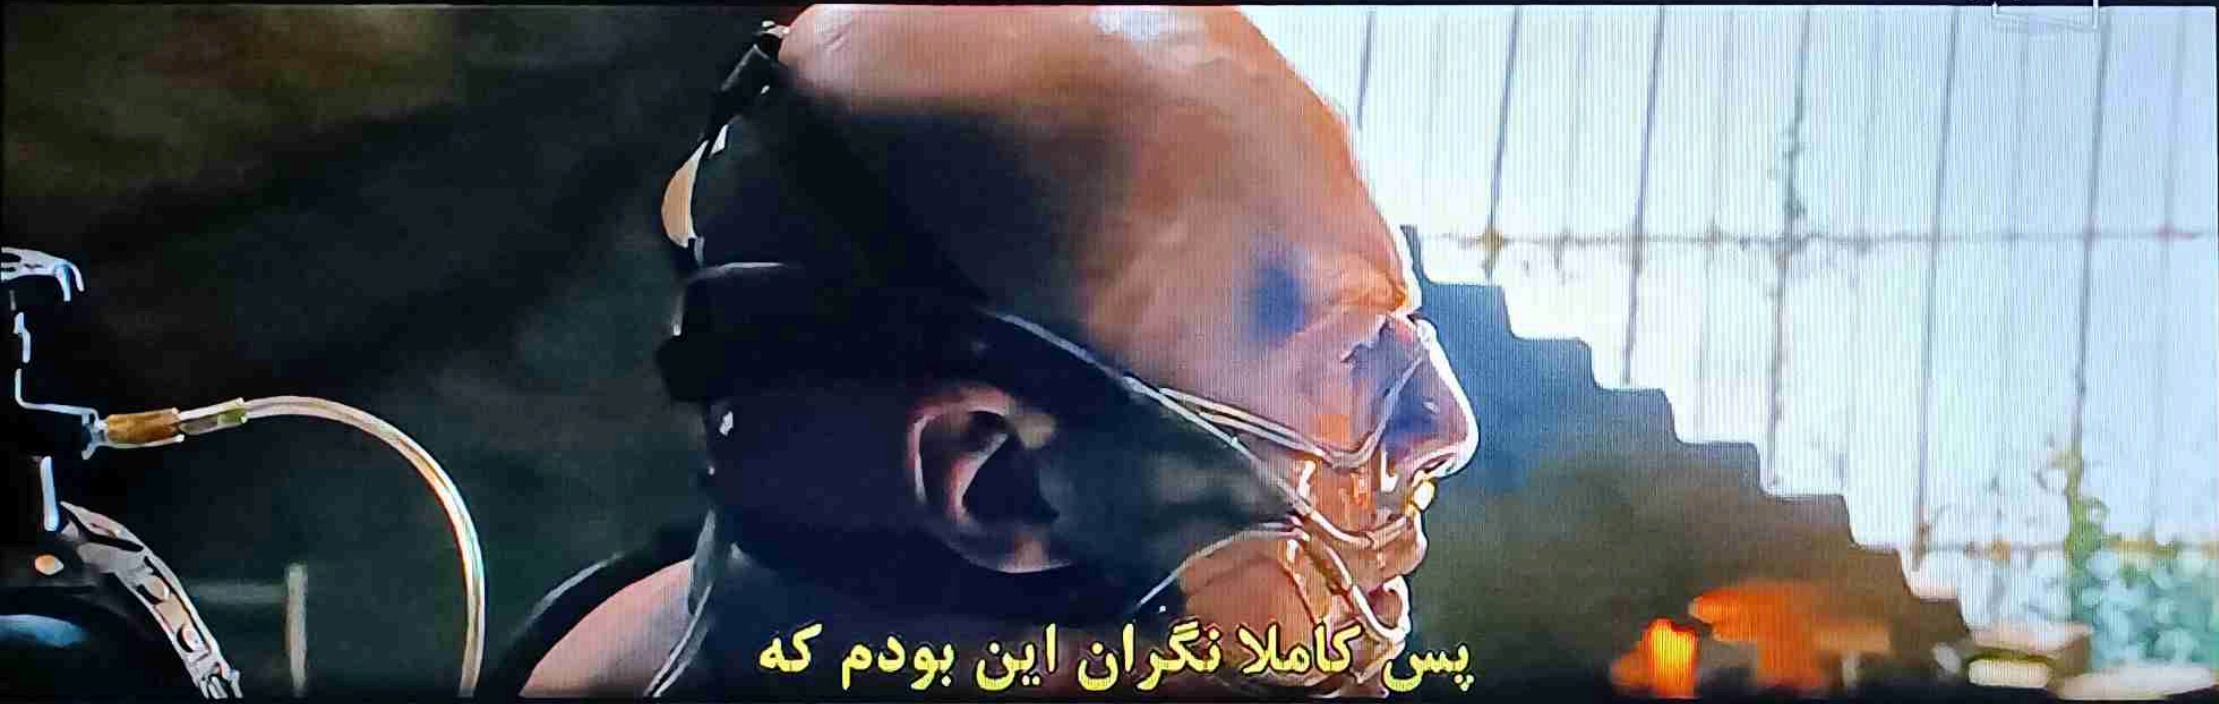 پس کاملا نگران این بودم که